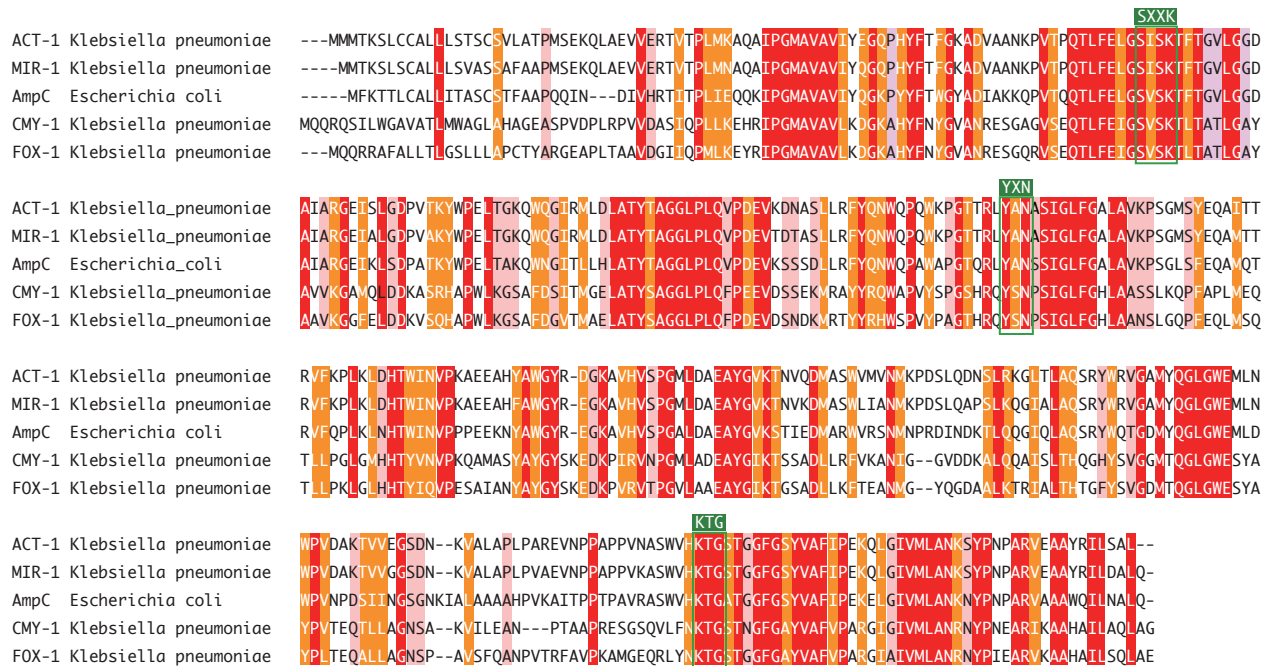 SXXK
ACT-1 Klebsiella pneumoniae ---MMMTKSLCCALLLSTSCSVLATPMSEKQLAEVVERTVTPLMKAQAIPGMAVAVIYEGQPHYFTFGKADVAANKPVTPQTLFELGSISKTFTGVLGGD
MIR-1 Klebsiella pneumoniae ----MMTKSLSCALLLSVASSAFAAPMSEKQLAEVVERTVTPLMNAQAIPGMAVAVIYQGQPHYFTFGKADVAANKPVTPQTLFELGSISKTFTGVLGGD
AmpC Escherichia coli -----MFKTTLCALLITASCSTFAAPQQIN---DIVHRTITPLIEQQKIPGMAVAVIYQGKPYYFTWGYADIAKKQPVTQQTLFELGSVSKTFTGVLGGD
CMY-1 Klebsiella pneumoniae MQQRQSILWGAVATLMWAGLAHAGEASPVDPLRPVVDASIQPLLKEHRIPGMAVAVLKDGKAHYFNYGVANRESGAGVSEQTLFEIGSVSKTLTATLGAY
FOX-1 Klebsiella pneumoniae ---MQQRRAFALLTLGSLLLAPCTYARGEAPLTAAVDGIIQPMLKEYRIPGMAVAVLKDGKAHYFNYGVANRESGQRVSEQTLFEIGSVSKTLTATLGAY
YXN
ACT-1 Klebsiella_pneumoniae AIARGEISLGDPVTKYWPELTGKQWQGIRMLDLATYTAGGLPLQVPDEVKDNASLLRFYQNWQPQWKPGTTRLYANASIGLFGALAVKPSGMSYEQAITT
MIR-1 Klebsiella_pneumoniae AIARGEIALGDPVAKYWPELTGKQWQGIRMLDLATYTAGGLPLQVPDEVTDTASLLRFYQNWQPQWKPGTTRLYANASIGLFGALAVKPSGMSYEQAMTT
AmpC Escherichia_coli AIARGEIKLSDPATKYWPELTAKQWNGITLLHLATYTAGGLPLQVPDEVKSSSDLLRFYQNWQPAWAPGTQRLYANSSIGLFGALAVKPSGLSFEQAMQT
CMY-1 Klebsiella_pneumoniae AVVKGAMQLDDKASRHAPWLKGSAFDSITMGELATYSAGGLPLQFPEEVDSSEKMRAYYRQWAPVYSPGSHRQYSNPSIGLFGHLAASSLKQPFAPLMEQ
FOX-1 Klebsiella_pneumoniae AAVKGGFELDDKVSQHAPWLKGSAFDGVTMAELATYSAGGLPLQFPDEVDSNDKMRTYYRHWSPVYPAGTHRQYSNPSIGLFGHLAANSLGQPFEQLMSQ
ACT-1 Klebsiella pneumoniae RVFKPLKLDHTWINVPKAEEAHYAWGYR-DGKAVHVSPGMLDAEAYGVKTNVQDMASWVMVNMKPDSLQDNSLRKGLTLAQSRYWRVGAMYQGLGWEMLN
MIR-1 Klebsiella pneumoniae RVFKPLKLDHTWINVPKAEEAHFAWGYR-EGKAVHVSPGMLDAEAYGVKTNVKDMASWLIANMKPDSLQAPSLKQGIALAQSRYWRVGAMYQGLGWEMLN
AmpC Escherichia coli RVFQPLKLNHTWINVPPPEEKNYAWGYR-EGKAVHVSPGALDAEAYGVKSTIEDMARWVRSNMNPRDINDKTLQQGIQLAQSRYWQTGDMYQGLGWEMLD
CMY-1 Klebsiella pneumoniae TLLPGLGMHHTYVNVPKQAMASYAYGYSKEDKPIRVNPGMLADEAYGIKTSSADLLRFVKANIG--GVDDKALQQAISLTHQGHYSVGGMTQGLGWESYA
FOX-1 Klebsiella pneumoniae TLLPKLGLHHTYIQVPESAIANYAYGYSKEDKPVRVTPGVLAAEAYGIKTGSADLLKFTEANMG--YQGDAALKTRIALTHTGFYSVGDMTQGLGWESYA
KTG
ACT-1 Klebsiella pneumoniae WPVDAKTVVEGSDN--KVALAPLPAREVNPPAPPVNASWVHKTGSTGGFGSYVAFIPEKQLGIVMLANKSYPNPARVEAAYRILSAL--
MIR-1 Klebsiella pneumoniae WPVDAKTVVGGSDN--KVALAPLPVAEVNPPAPPVKASWVHKTGSTGGFGSYVAFIPEKQLGIVMLANKSYPNPARVEAAYRILDALQ-
AmpC Escherichia coli WPVNPDSIINGSGNKIALAAAAHPVKAITPPTPAVRASWVHKTGATGGFGSYVAFIPEKELGIVMLANKNYPNPARVAAAWQILNALQ-
CMY-1 Klebsiella pneumoniae YPVTEQTLLAGNSA--KVILEAN---PTAAPRESGSQVLFNKTGSTNGFGAYVAFVPARGIGIVMLANRNYPNEARIKAAHAILAQLAG
FOX-1 Klebsiella pneumoniae YPLTEQALLAGNSP--AVSFQANPVTRFAVPKAMGEQRLYNKTGSTGGFGAYVAFVPARGIAIVMLANRNYPIEARVKAAHAILSQLAE